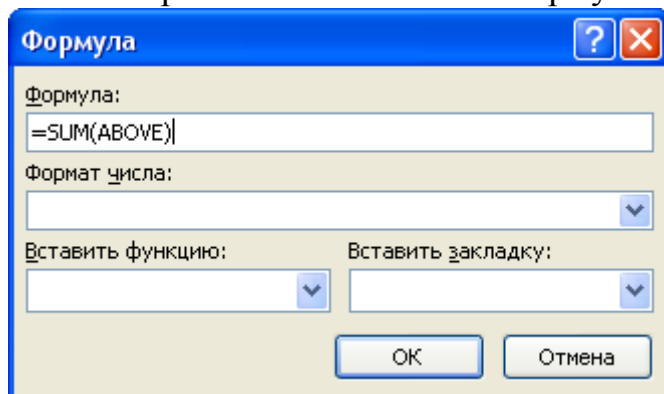 Формула
Формула:
=SUM(ABOVE)
Формат числа:
Вставить функцию: Вставить закладку:
ОК Отмена